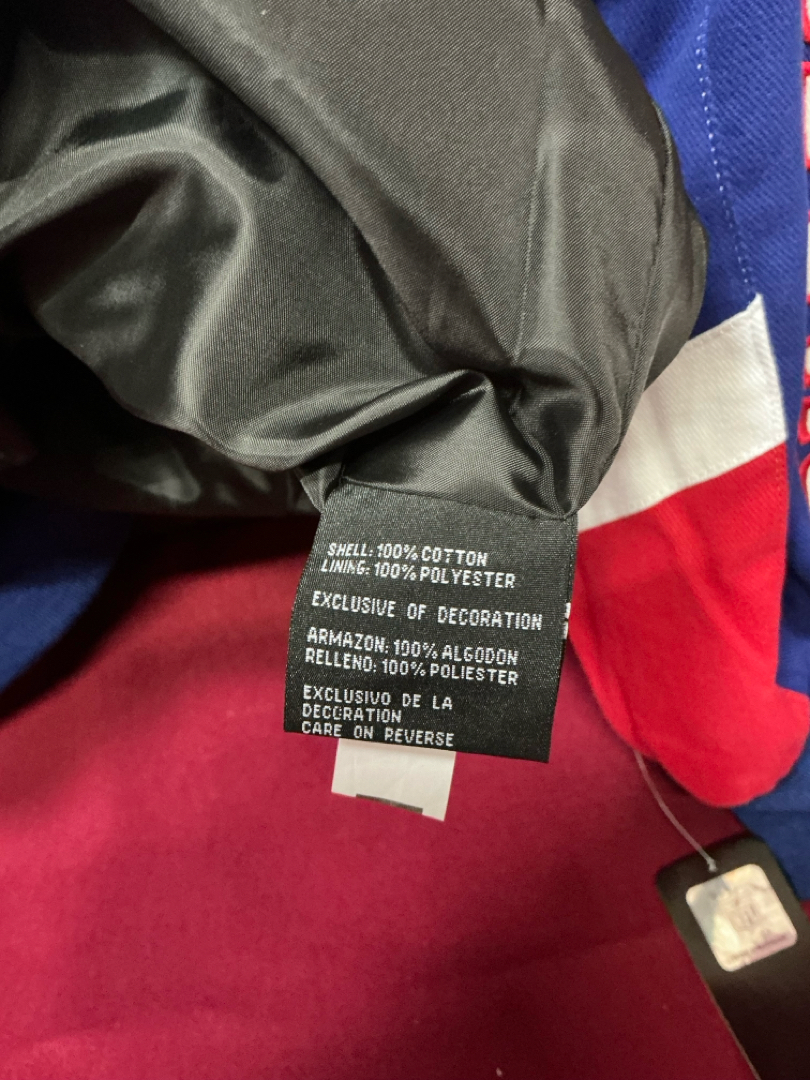 SHELL: 100% COTTON
LINING: 100% POLYESTER
EXCLUSIVE OF DECORATION
ARMAZON: 100% ALGODON
RELLENO: 100% POLIESTER
EXCLUSIVO DE LA
DECORATION
CARE ON REVERSE